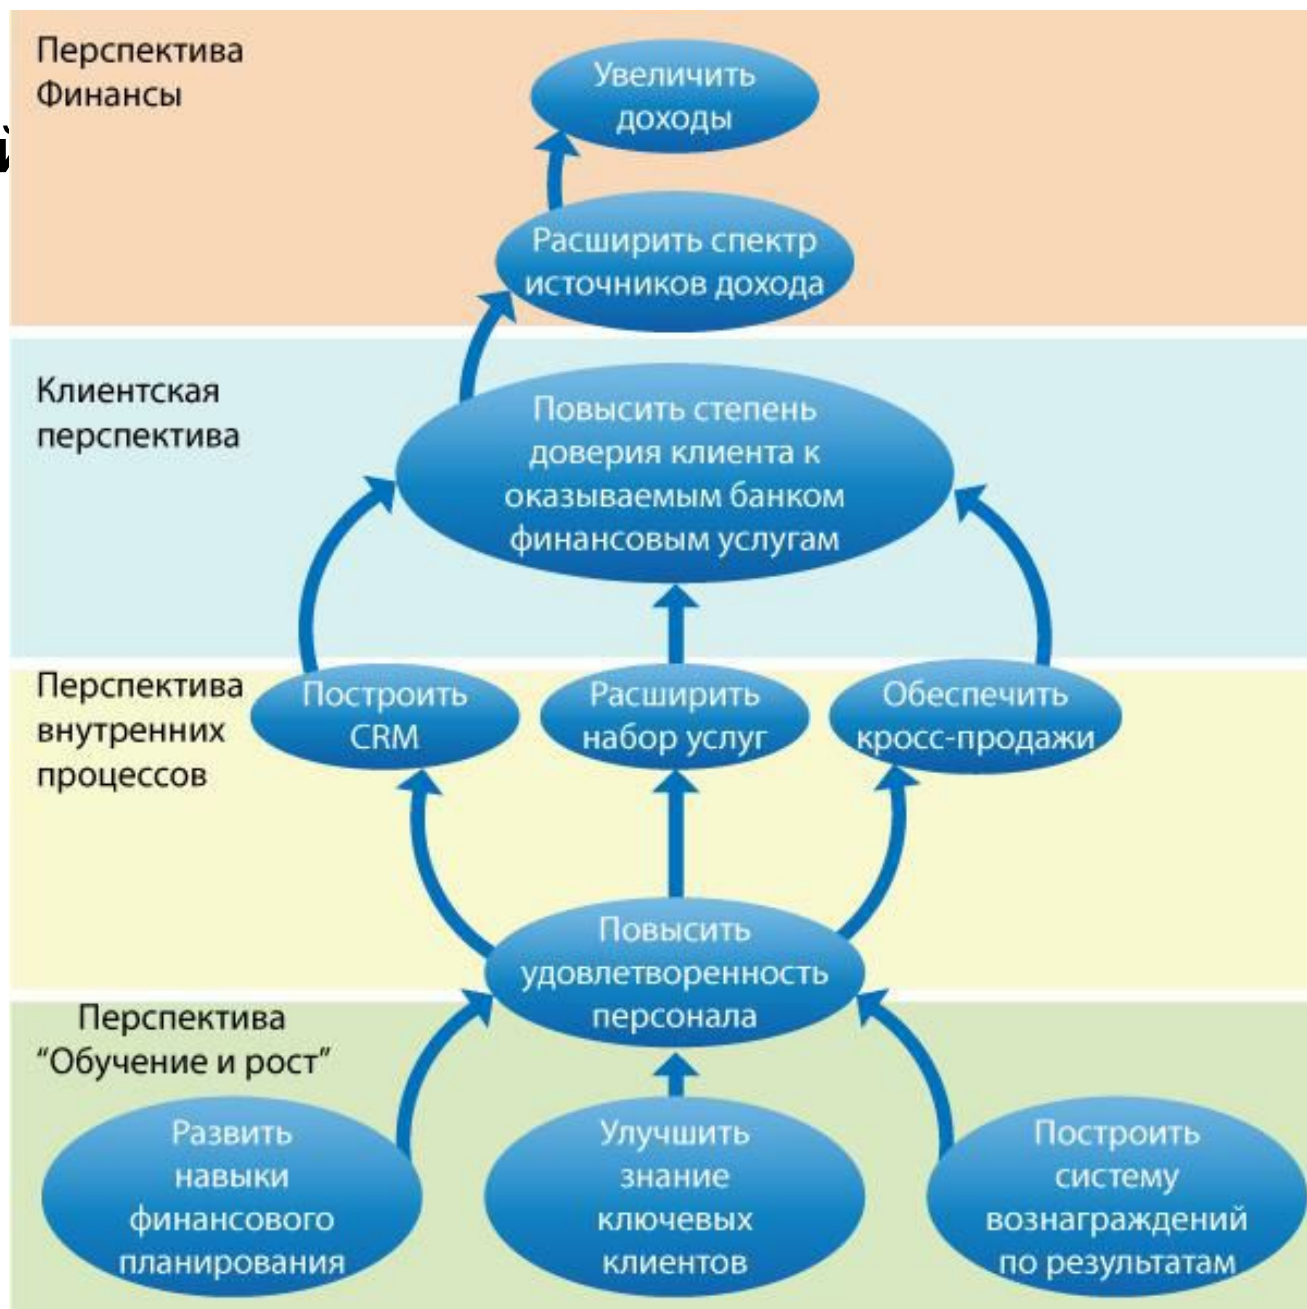 Перспектива
Финансы
Увеличить
доходы
й
Расширить спектр
источников дохода
Клиентская
перспектива
Повысить степень
доверия клиента к
оказываемым банком
финансовым услугам
Перспектива
внутренних
процессов
Построить
CRM
Расширить
набор услуг
Обеспечить
кросс-продажи
Повысить
удовлетворенность
персонала
Перспектива
“Обучение и рост”
Развить
навыки
финансового
планирования
Улучшить
знание
ключевых
клиентов
Построить
систему
вознаграждений
по результатам